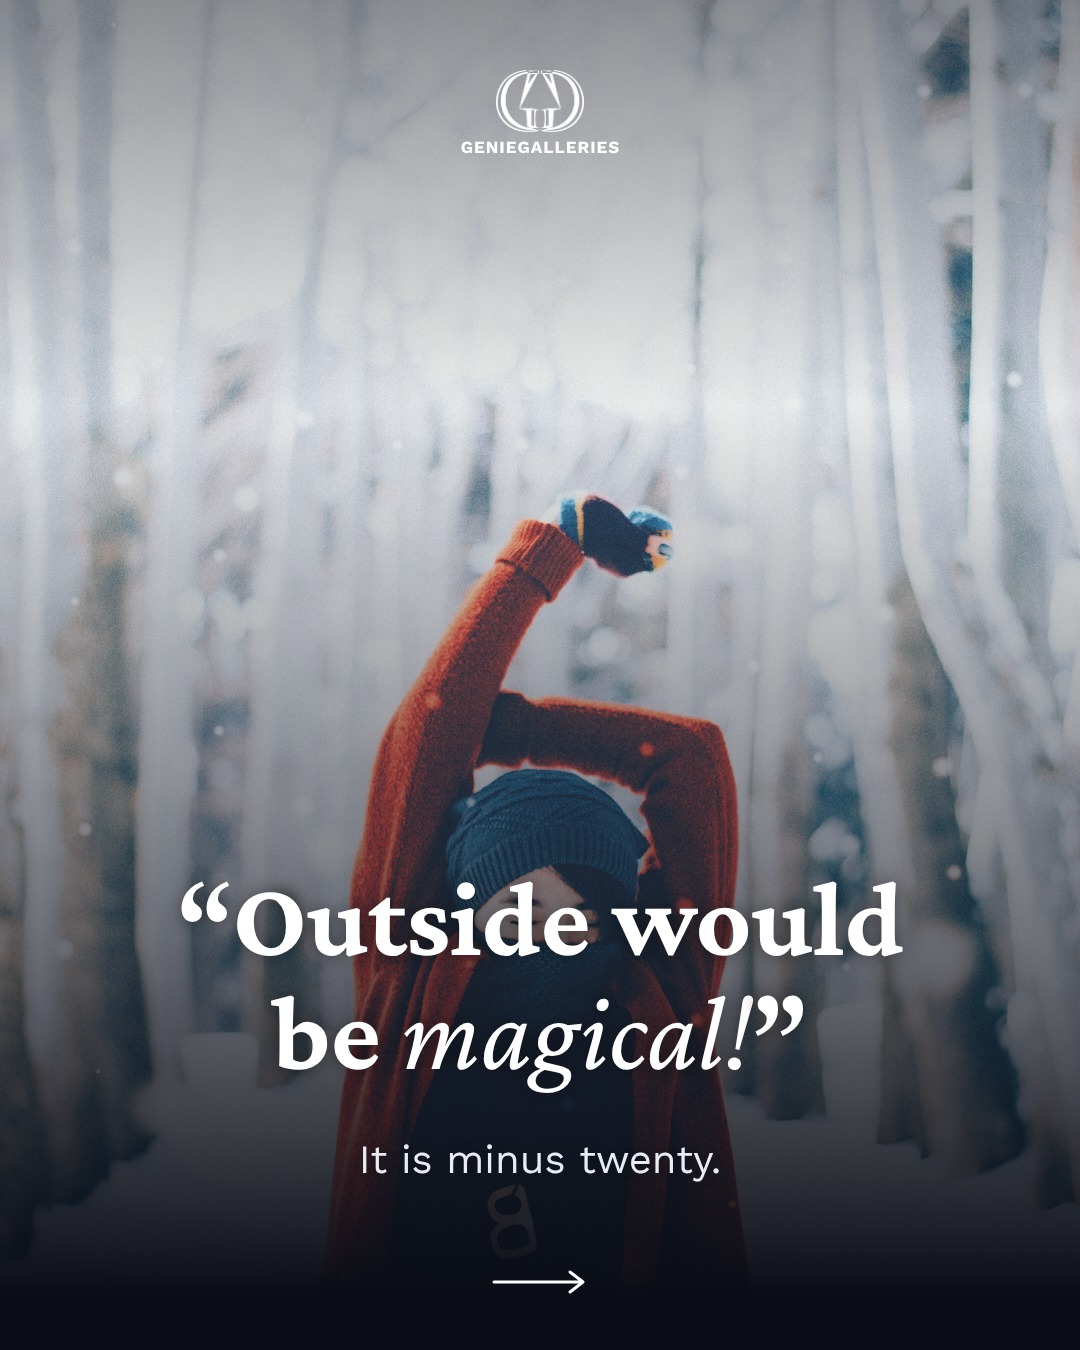 GENIEGALLERIES
“Outside would
be magical!”
It is minus twenty.